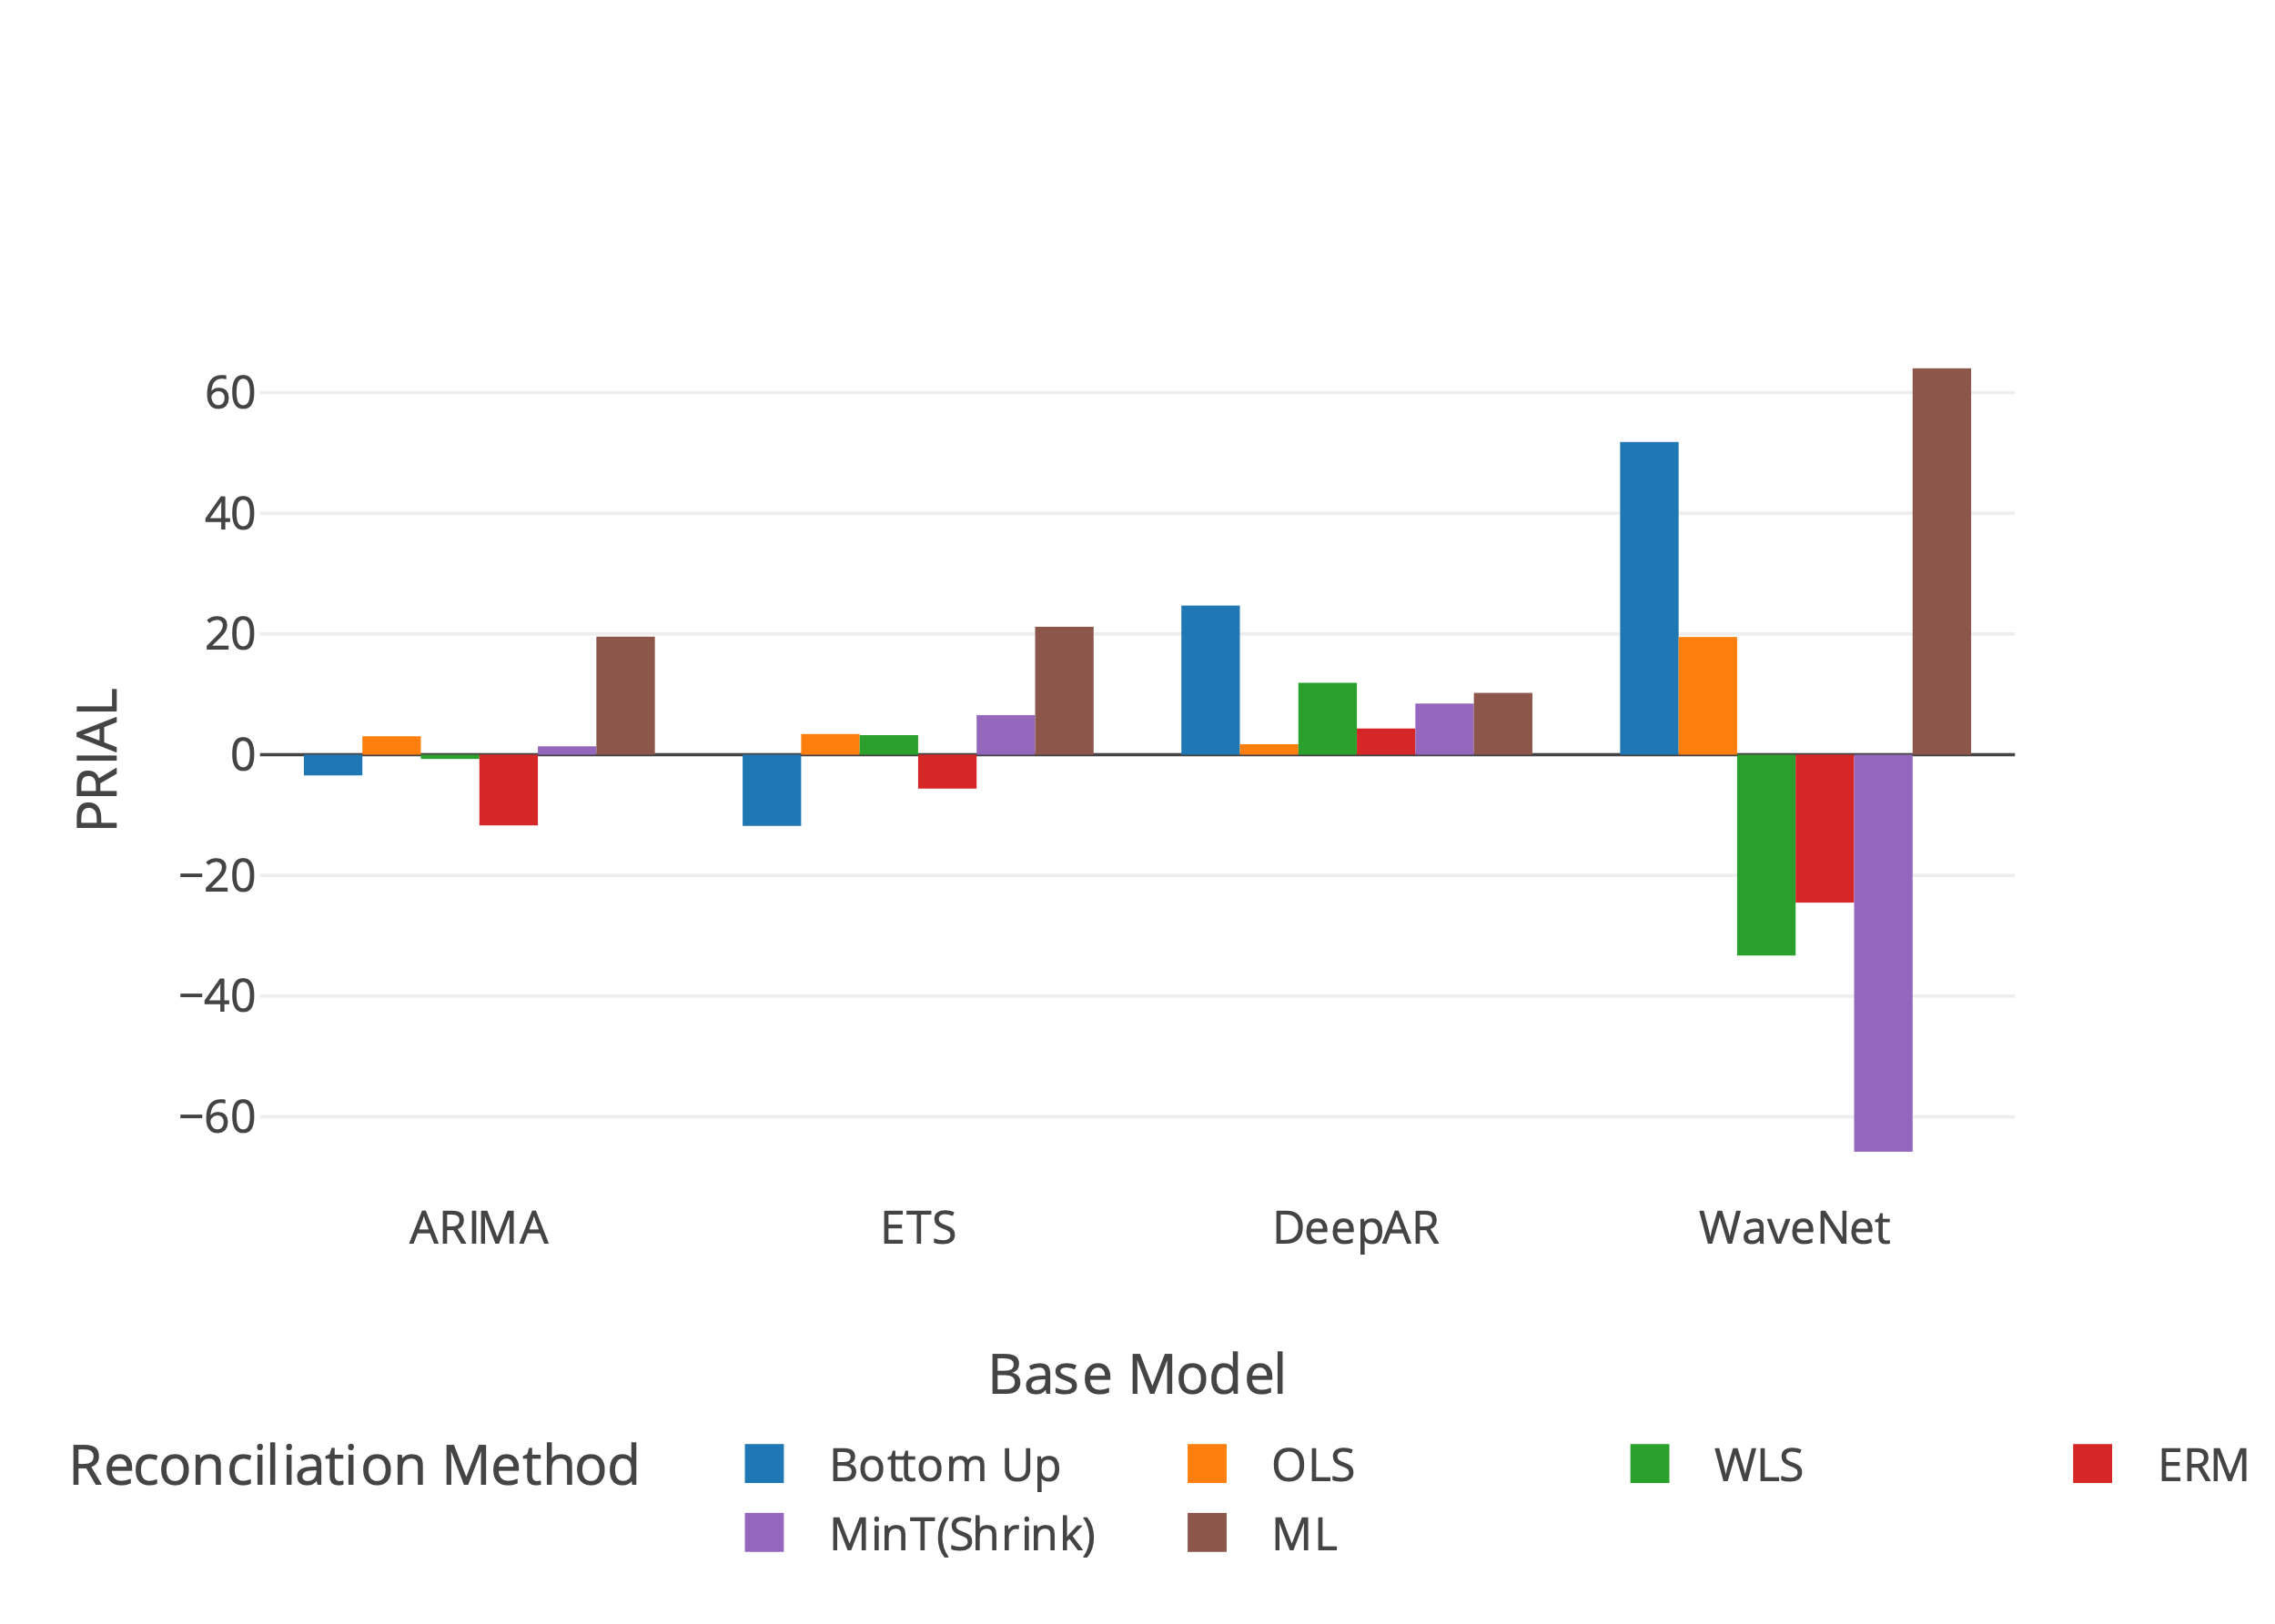 60
40
20
0
−20
−40
−60
PRIAL
ARIMA ETS DeepAR WaveNet
Base Model
Reconciliation Method Bottom Up OLS WLS ERM
MinT(Shrink) ML